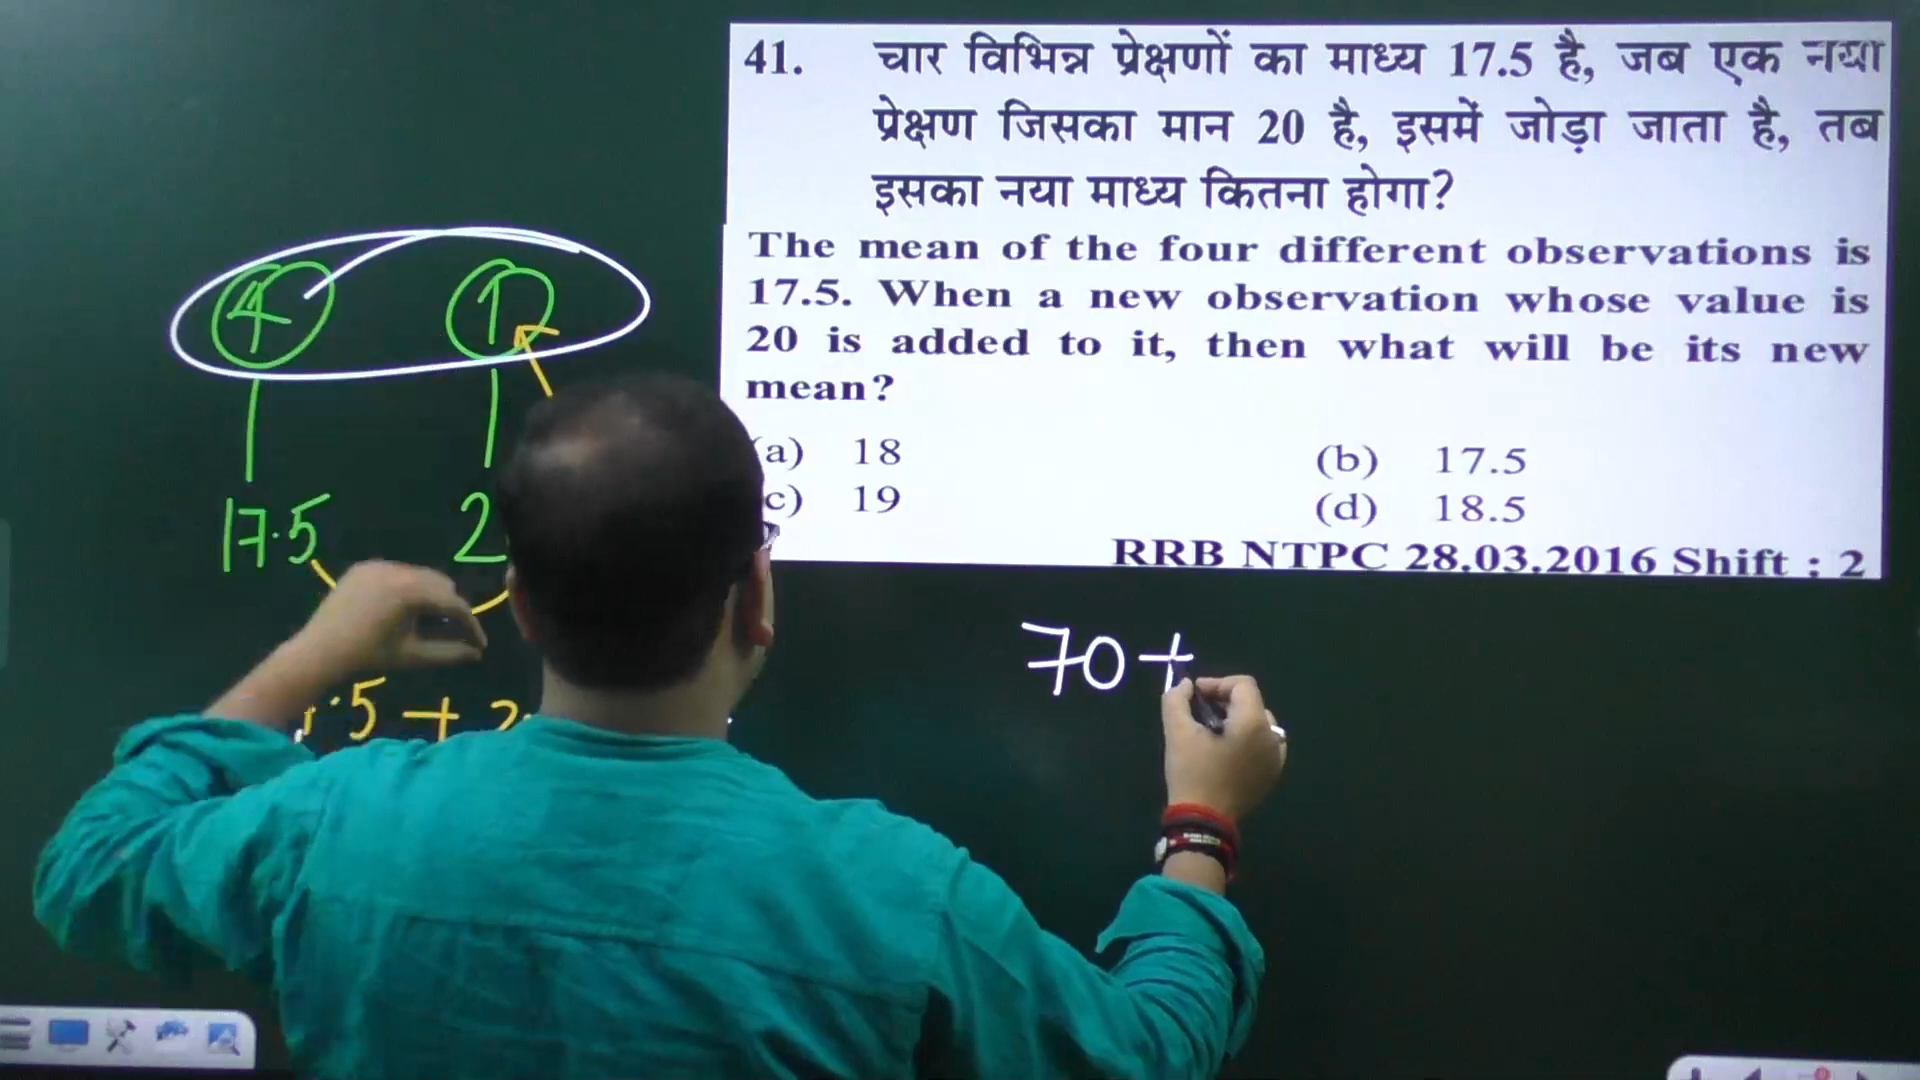 41. चार विभिन्न प्रेक्षणों का माध्य 17.5 है, जब एक नया
प्रेक्षण जिसका मान 20 है, इसमें जोड़ा जाता है, तब
इसका नया माध्य कितना होगा?
The mean of the four different observations is
17.5. When a new observation whose value is
20 is added to it, then what will be its new
mean?
a) 18 (b) 17.5
c) 19 (d) 18.5
RRB NTPC 28.03.2016 Shift : 2
4 1
17.5 2
70 +
.5 + 2